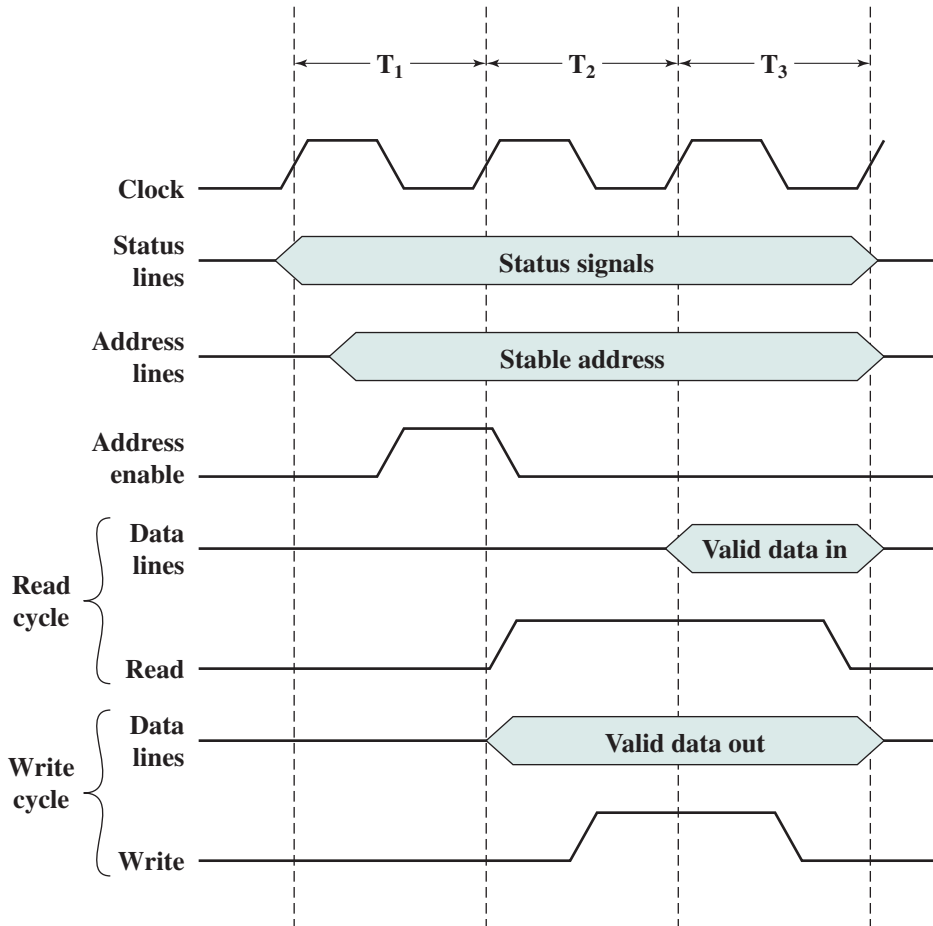 T₁ T₂ T₃
Clock
Status
lines
Status signals
Address
lines
Stable address
Address
enable
Read
cycle
Data
lines
Valid data in
Read
Write
cycle
Data
lines
Valid data out
Write